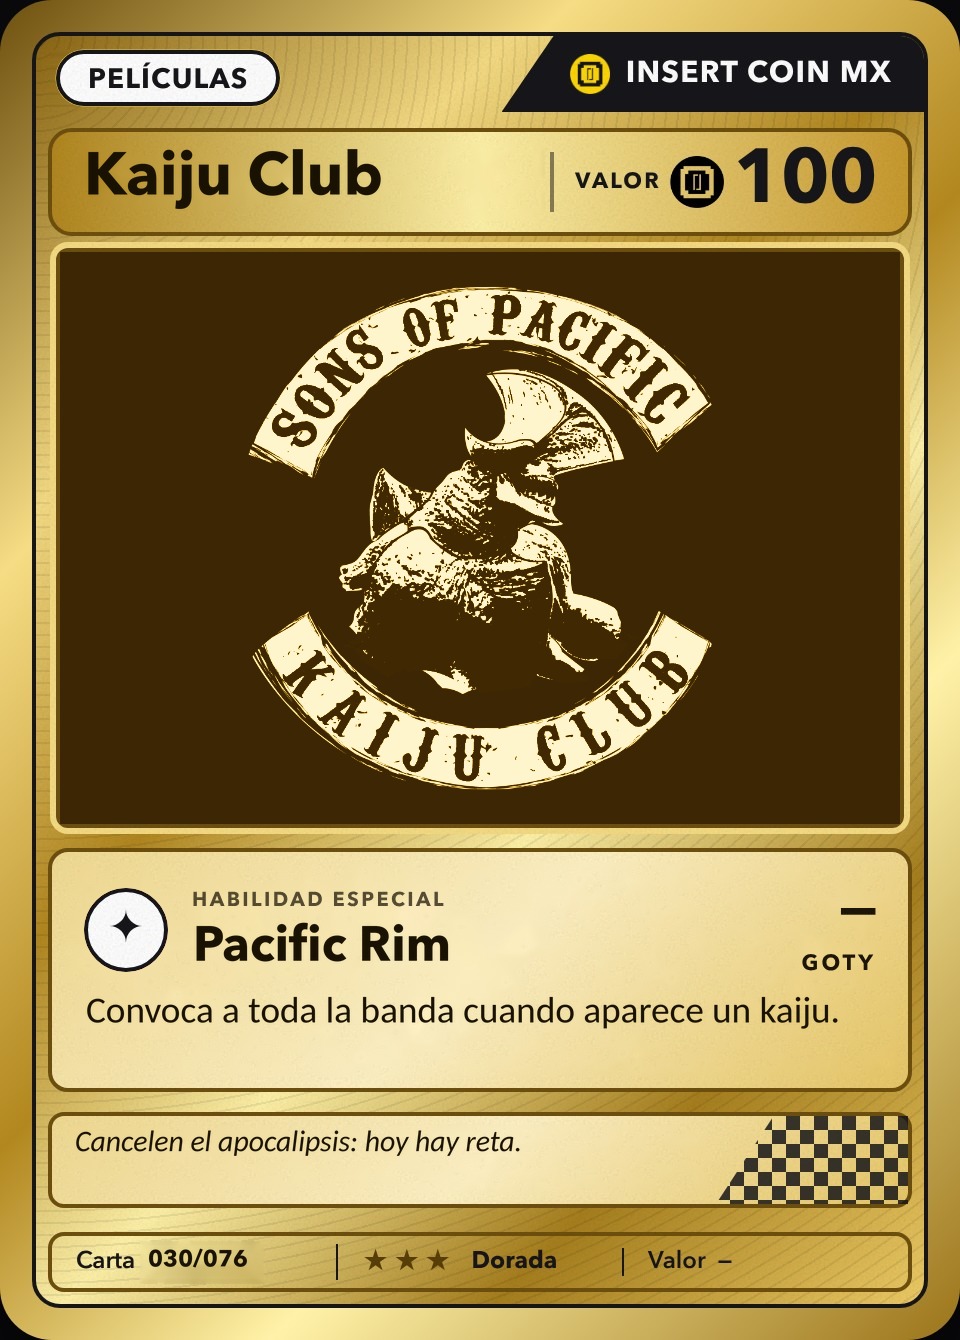 PELÍCULAS
INSERT COIN MX
Kaiju Club
VALOR 100
SONS OF PACIFIC
KAIJU CLUB
HABILIDAD ESPECIAL
Pacific Rim
–
GOTY
Convoca a toda la banda cuando aparece un kaiju.
Cancelen el apocalipsis: hoy hay reta.
Carta 030/076
★★★ Dorada
Valor –